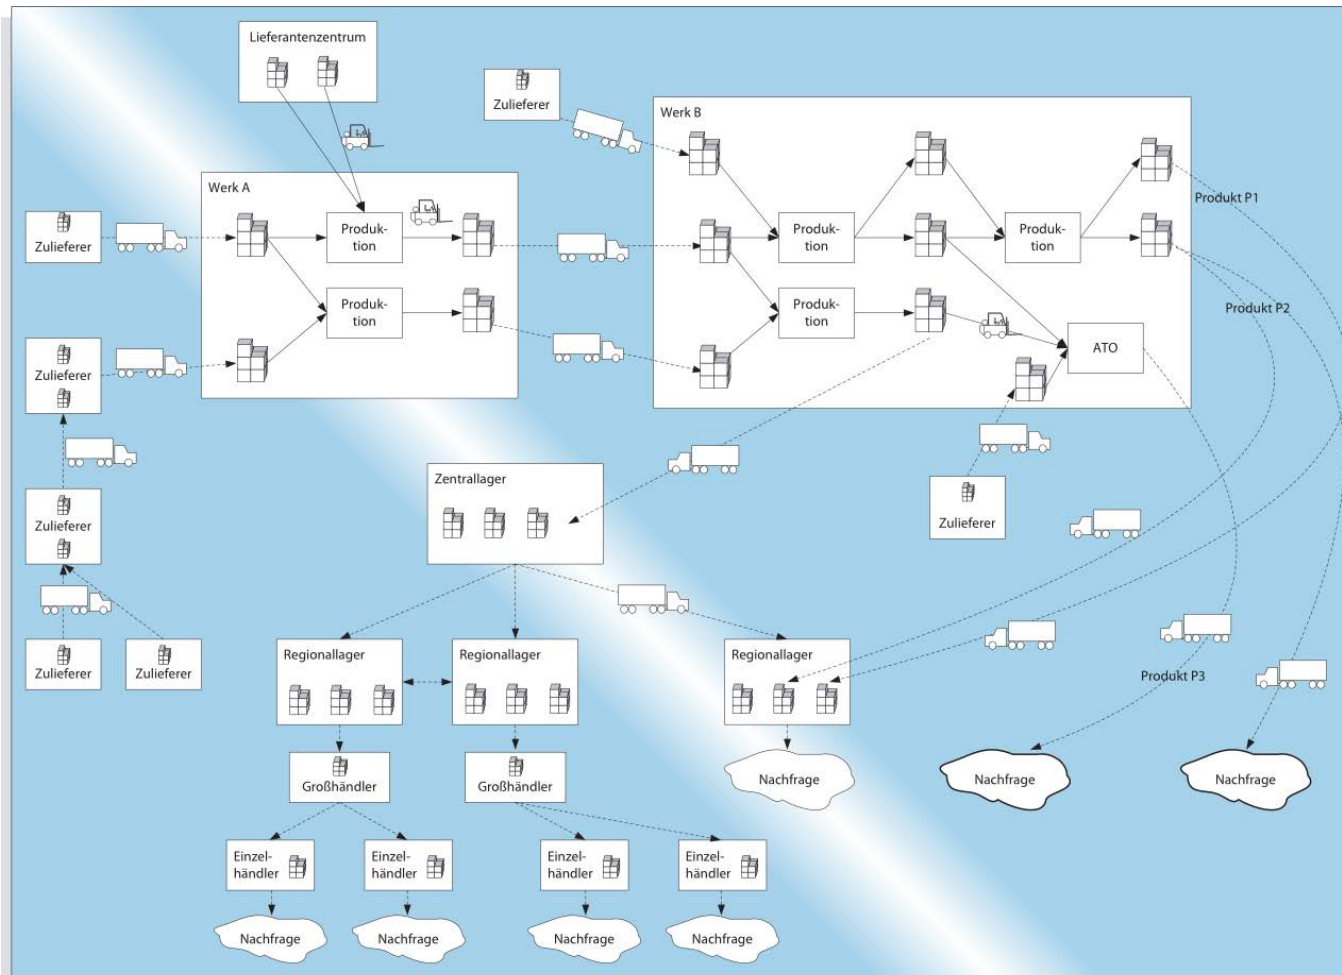 Lieferantenzentrum
Zulieferer
Werk B
Werk A
Produkt P1
Zulieferer
Produk-
tion
Produk-
tion
Produk-
tion
Produk-
tion
Produk-
tion
Produkt P2
ATO
Zulieferer
Zentrallager
Zulieferer
Zulieferer
Regionallager
Regionallager
Regionallager
Zulieferer
Zulieferer
Produkt P3
Großhändler
Großhändler
Nachfrage
Nachfrage
Nachfrage
Einzel-
händler
Einzel-
händler
Einzel-
händler
Einzel-
händler
Nachfrage
Nachfrage
Nachfrage
Nachfrage